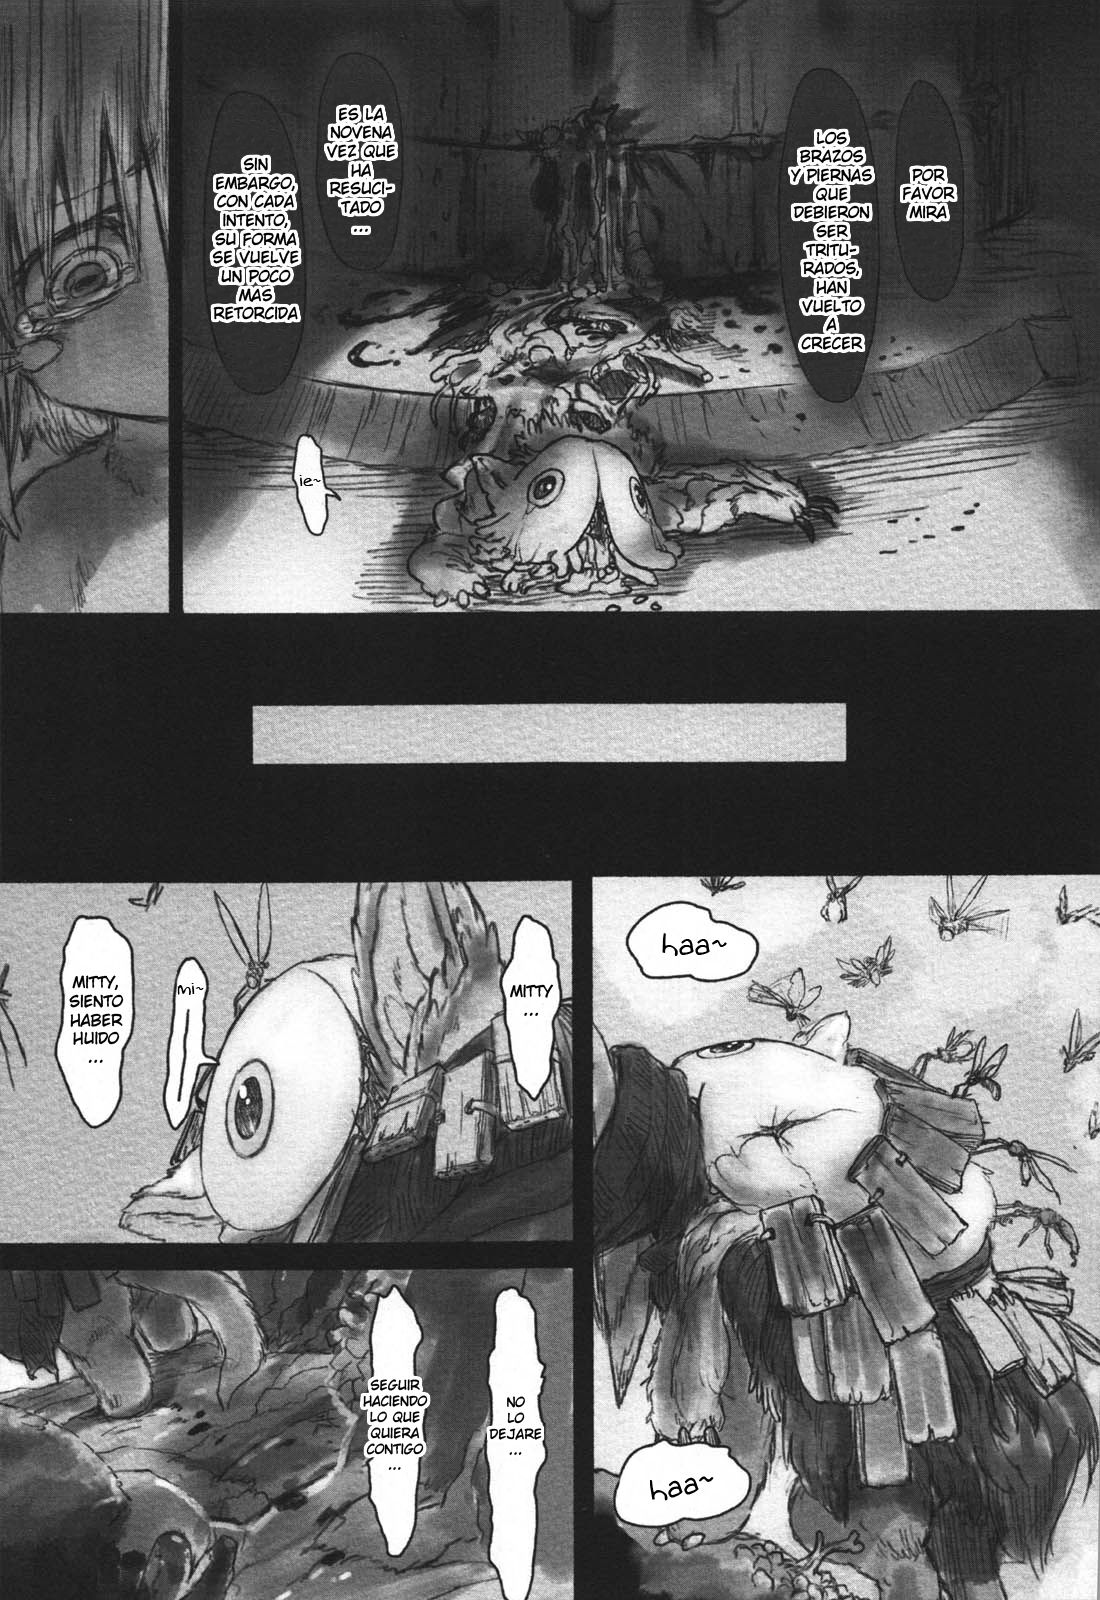 POR
FAVOR
MIRA
LOS
BRAZOS
Y PIERNAS
QUE
DEBIERON
SER
TRITU-
RADOS,
HAN
VUELTO
A
CRECER
ES LA
NOVENA
VEZ QUE
HA
RESUCI-
TADO
...
SIN
EMBARGO,
CON CADA
INTENTO,
SU FORMA
SE VUELVE
UN POCO
MÁS
RETORCIDA
ie~
haa~
haa~
MITTY
...
mi~
MITTY,
SIENTO
HABER
HUIDO
...
NO
LO
DEJARE
...
SEGUIR
HACIENDO
LO QUE
QUIERA
CONTIGO
...